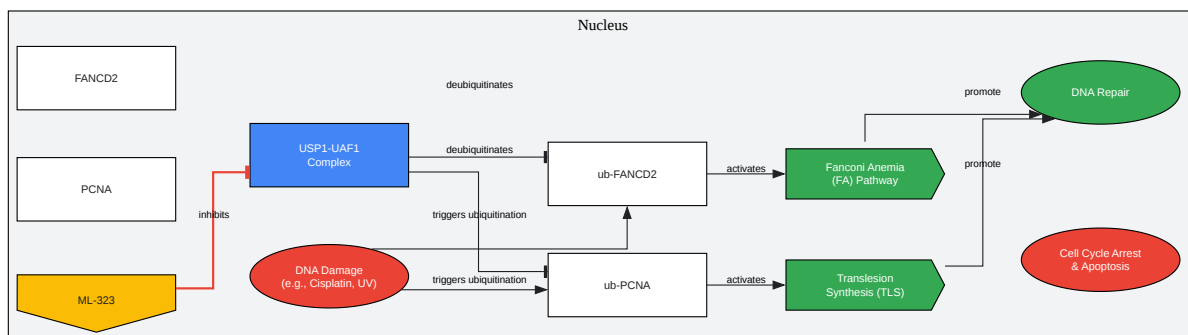 Nucleus
FANCD2
deubiquitinates
promote
DNA Repair
USP1-UAF1
Complex
deubiquitinates
ub-FANCD2
activates
Fanconi Anemia
(FA) Pathway
promote
PCNA
inhibits
triggers ubiquitination
DNA Damage
(e.g., Cisplatin, UV)
triggers ubiquitination
ub-PCNA
activates
Translesion
Synthesis (TLS)
Cell Cycle Arrest
& Apoptosis
ML-323